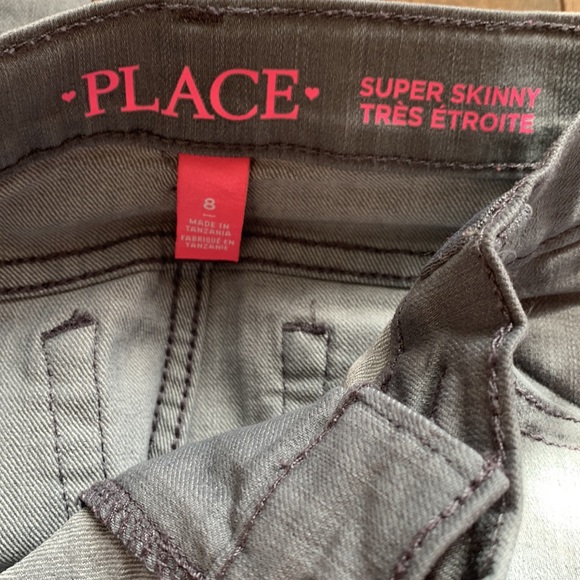 PLACE
SUPER SKINNY
TRÈS ÉTROITE
8
MADE IN
TANZANIA
FABRIQUÉ EN
TANZANIE